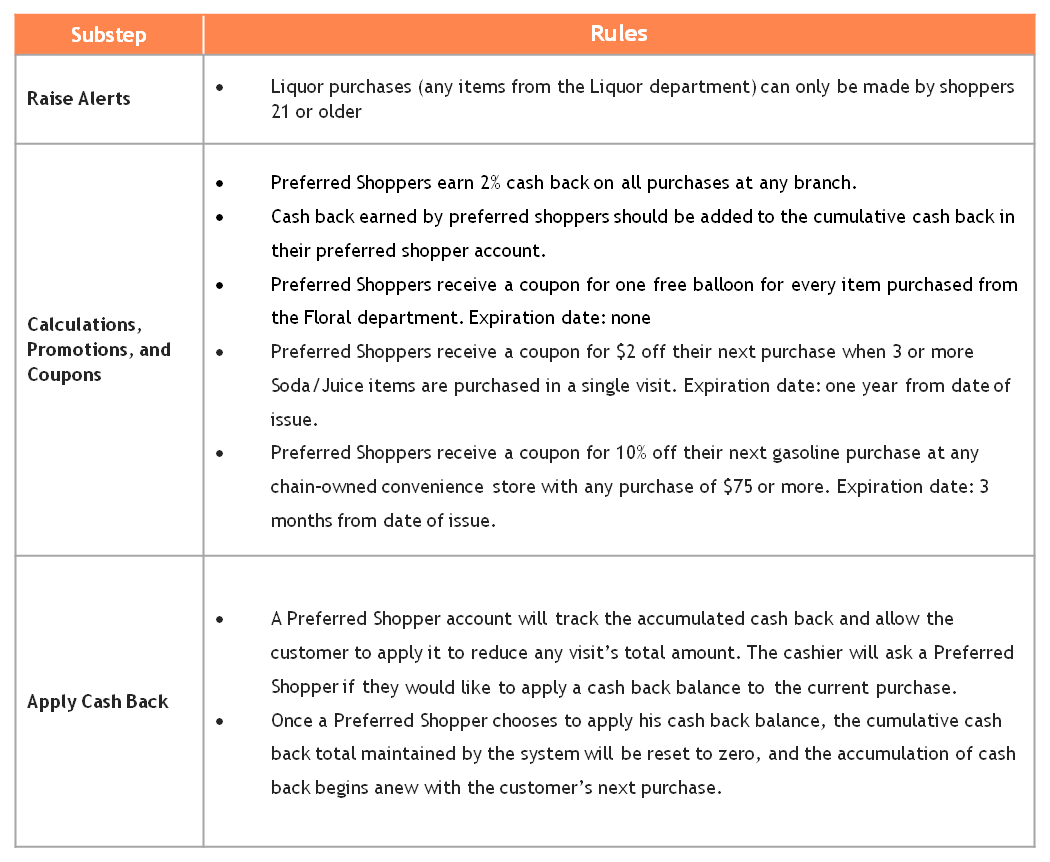 Substep
Rules
Raise Alerts
• Liquor purchases (any items from the Liquor department) can only be made by shoppers
21 or older
Calculations,
Promotions, and
Coupons
• Preferred Shoppers earn 2% cash back on all purchases at any branch.
• Cash back earned by preferred shoppers should be added to the cumulative cash back in
their preferred shopper account.
• Preferred Shoppers receive a coupon for one free balloon for every item purchased from
the Floral department. Expiration date: none
• Preferred Shoppers receive a coupon for $2 off their next purchase when 3 or more
Soda/Juice items are purchased in a single visit. Expiration date: one year from date of
issue.
• Preferred Shoppers receive a coupon for 10% off their next gasoline purchase at any
chain-owned convenience store with any purchase of $75 or more. Expiration date: 3
months from date of issue.
Apply Cash Back
• A Preferred Shopper account will track the accumulated cash back and allow the
customer to apply it to reduce any visit’s total amount. The cashier will ask a Preferred
Shopper if they would like to apply a cash back balance to the current purchase.
• Once a Preferred Shopper chooses to apply his cash back balance, the cumulative cash
back total maintained by the system will be reset to zero, and the accumulation of cash
back begins anew with the customer’s next purchase.